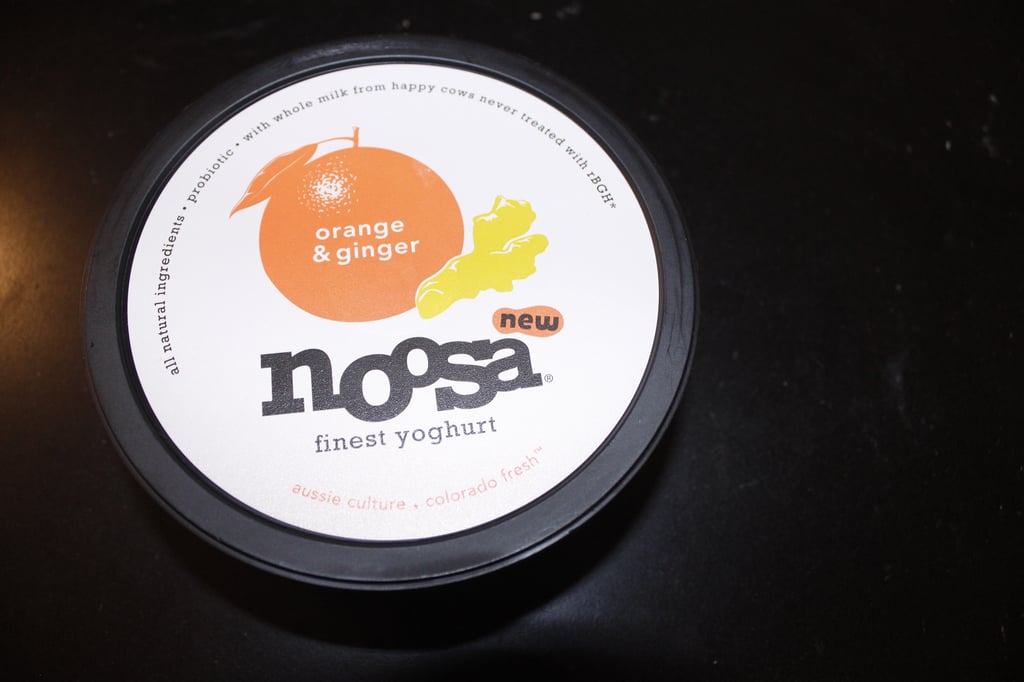 all natural ingredients • probiotic • with whole milk from happy cows never treated with rBGH*
orange
& ginger
new
noosa®
finest yoghurt
aussie culture ★ colorado fresh™